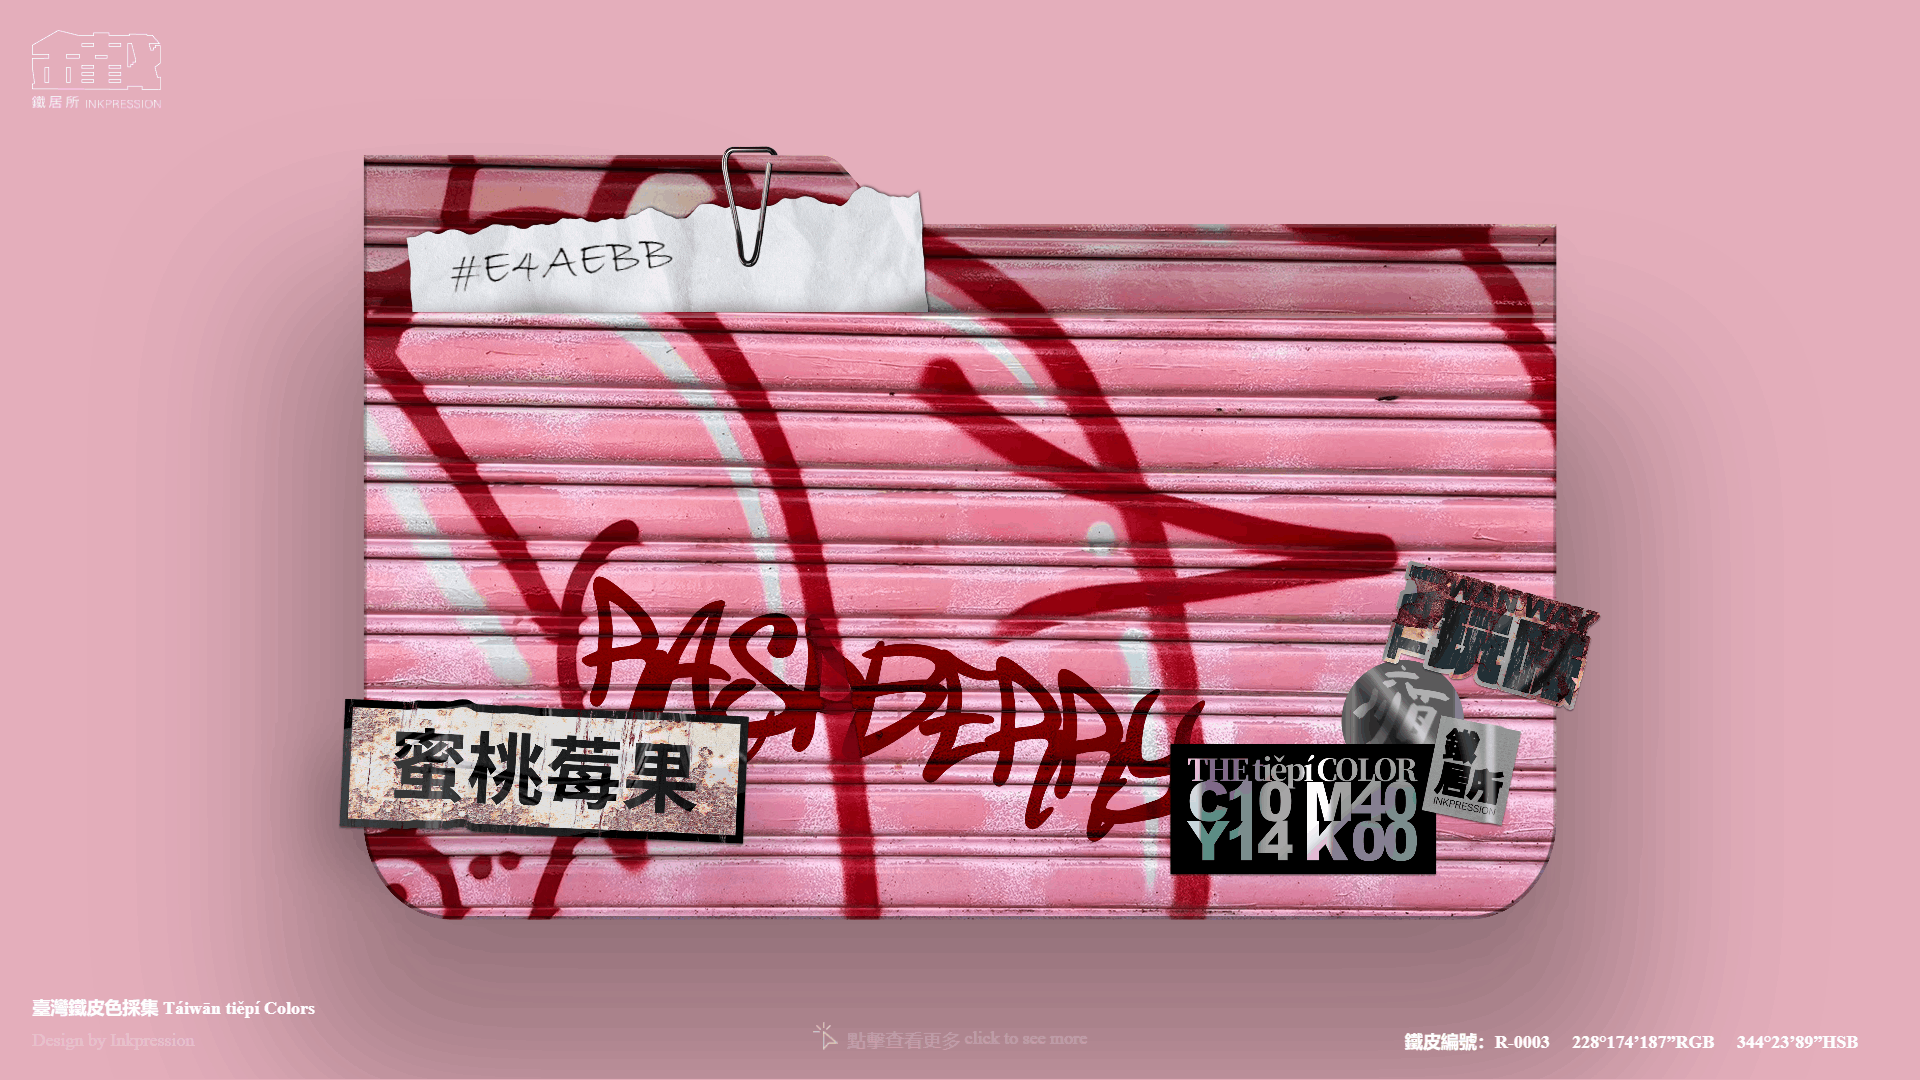 鐵居所 INKPRESSION
#E4AEBB
RASPBERRY
蜜桃莓果
THE tiěpí COLOR
C10 M40
Y14 K00
鐵居所
INKPRESSION
臺灣鐵皮色採集 Táiwān tiěpí Colors
Design by Inkpression
點擊查看更多 click to see more
鐵皮編號：R-0003 228°174’187”RGB 344°23’89”HSB